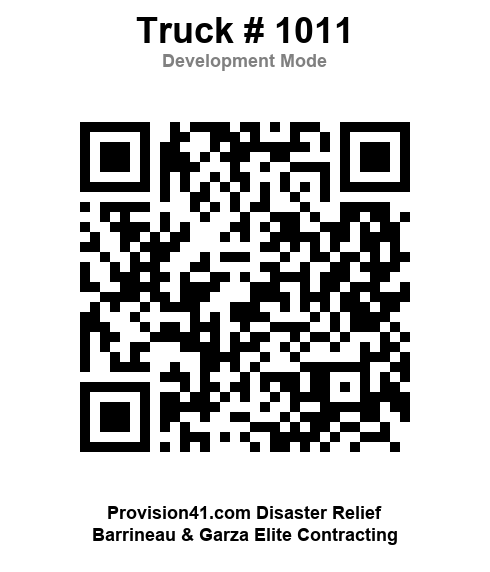 Truck # 1011
Development Mode
Provision41.com Disaster Relief
Barrineau & Garza Elite Contracting